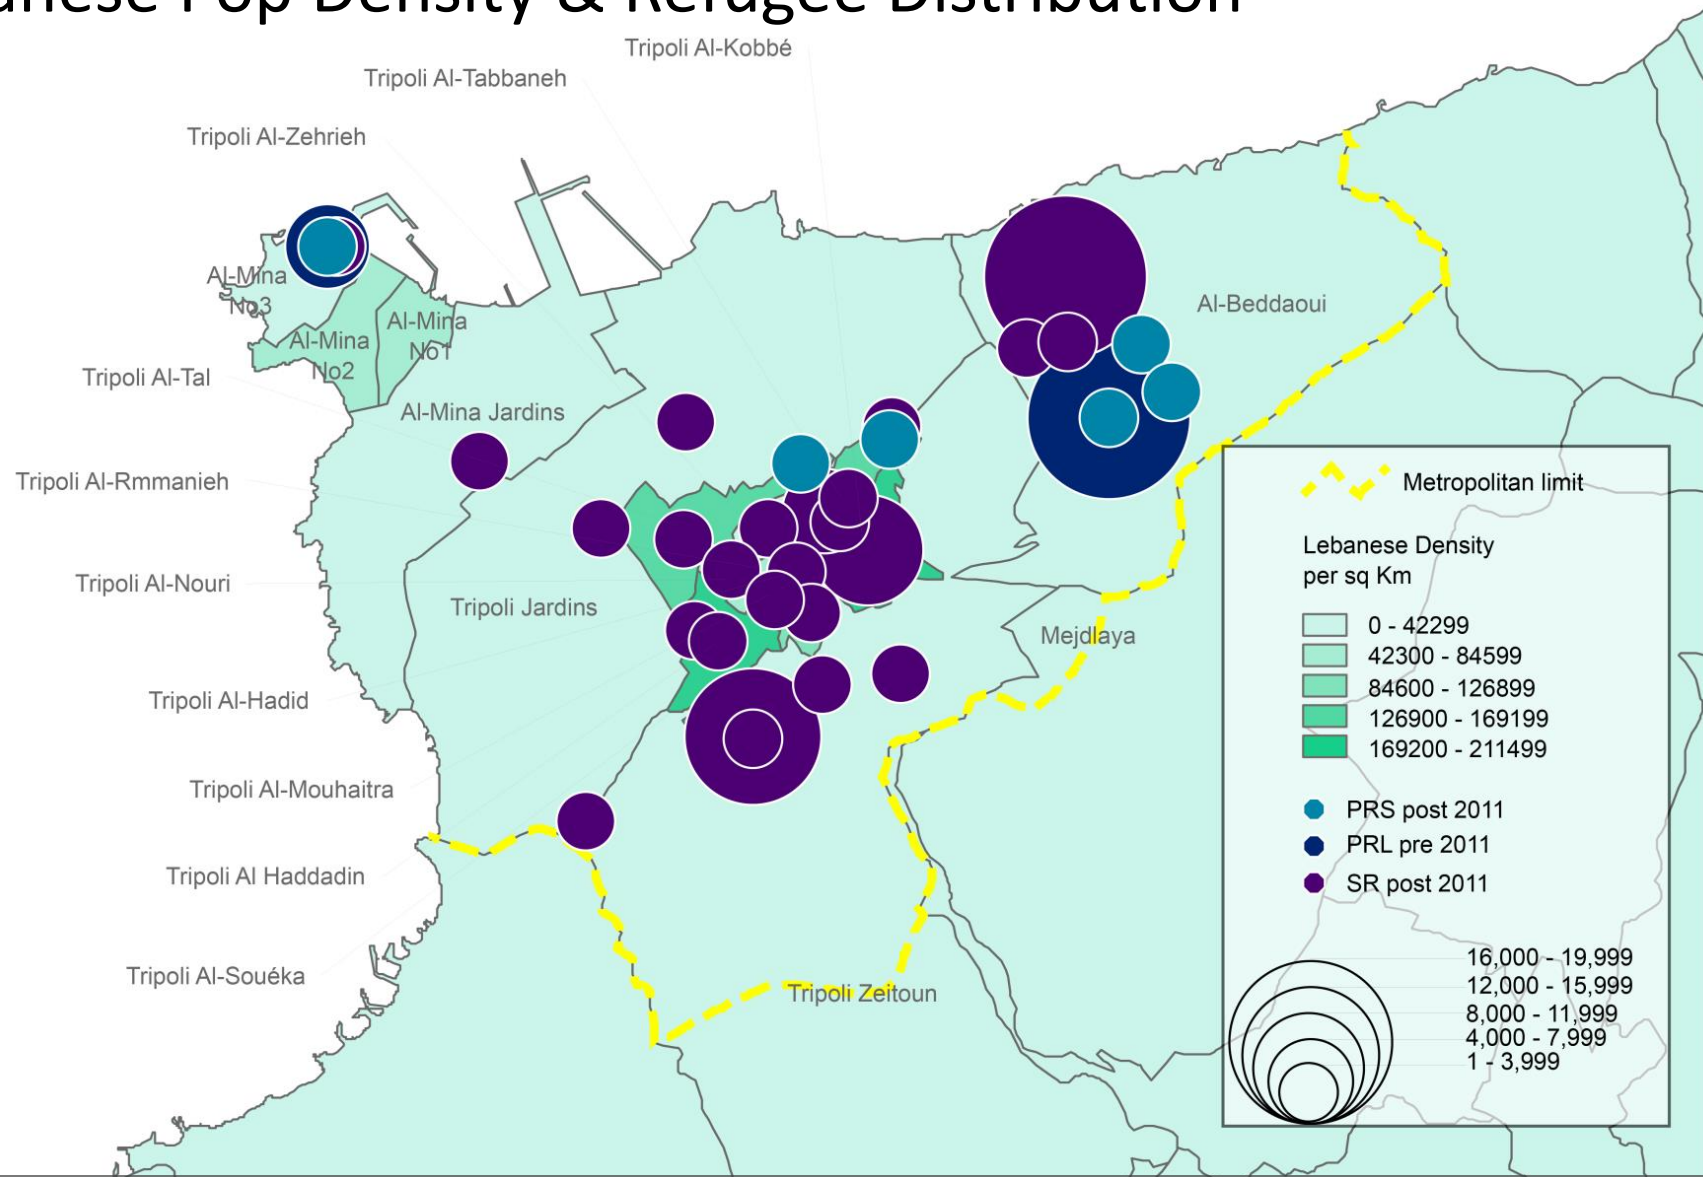 Pop Density & Refugee Distribution
Tripoli Al-Kobbé
Tripoli Al-Tabbaneh
Tripoli Al-Zehrieh
Al-Mina
No3
Al-Mina
No2
Al-Mina
No1
Al-Beddaoui
Tripoli Al-Tal
Al-Mina Jardins
Tripoli Al-Rmmanieh
Tripoli Al-Nouri
Tripoli Jardins
Mejdlaya
Tripoli Al-Hadid
Tripoli Al-Mouhaitra
Tripoli Al Haddadin
Tripoli Al-Souéka
Tripoli Zeitoun
Metropolitan limit
Lebanese Density
per sq Km
0 - 42299
42300 - 84599
84600 - 126899
126900 - 169199
169200 - 211499
PRS post 2011
PRL pre 2011
SR post 2011
16,000 - 19,999
12,000 - 15,999
8,000 - 11,999
4,000 - 7,999
1 - 3,999